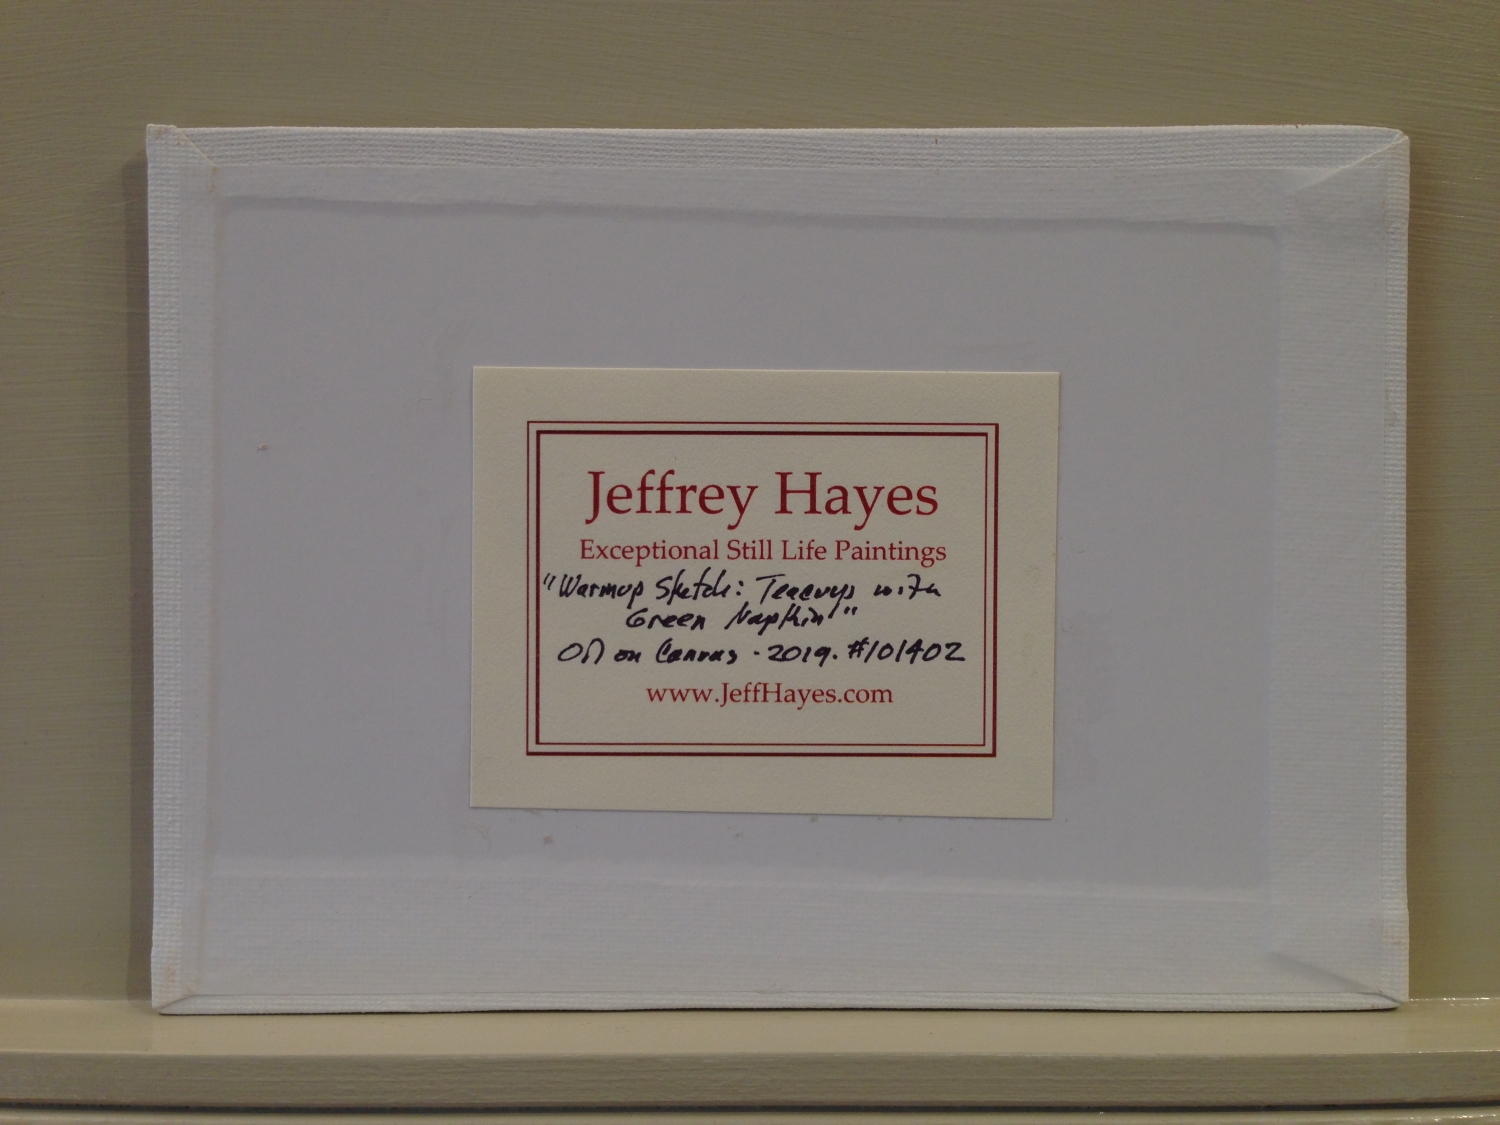 Jeffrey Hayes
Exceptional Still Life Paintings
"Warmup Sketch: Teacups with
Green Napkin"
Oil on Canvas - 2019. #101402
www.JeffHayes.com